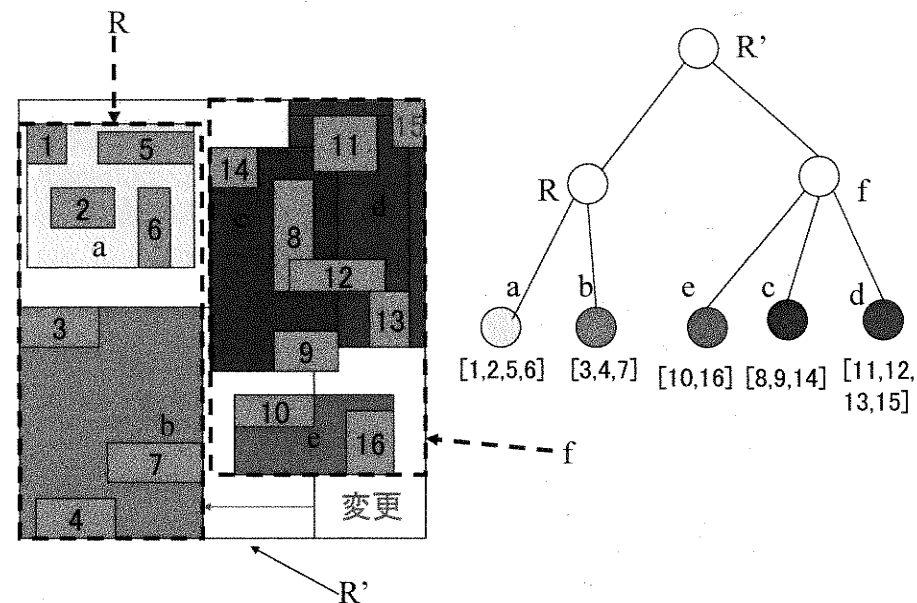 R
R’
1
5
11
15
14
2
6
c
d
8
a
12
3
13
9
10
e
16
b
7
4
変更
f
R’
R
f
a
b
e
c
d
[1,2,5,6]
[3,4,7]
[10,16]
[8,9,14]
[11,12,
13,15]